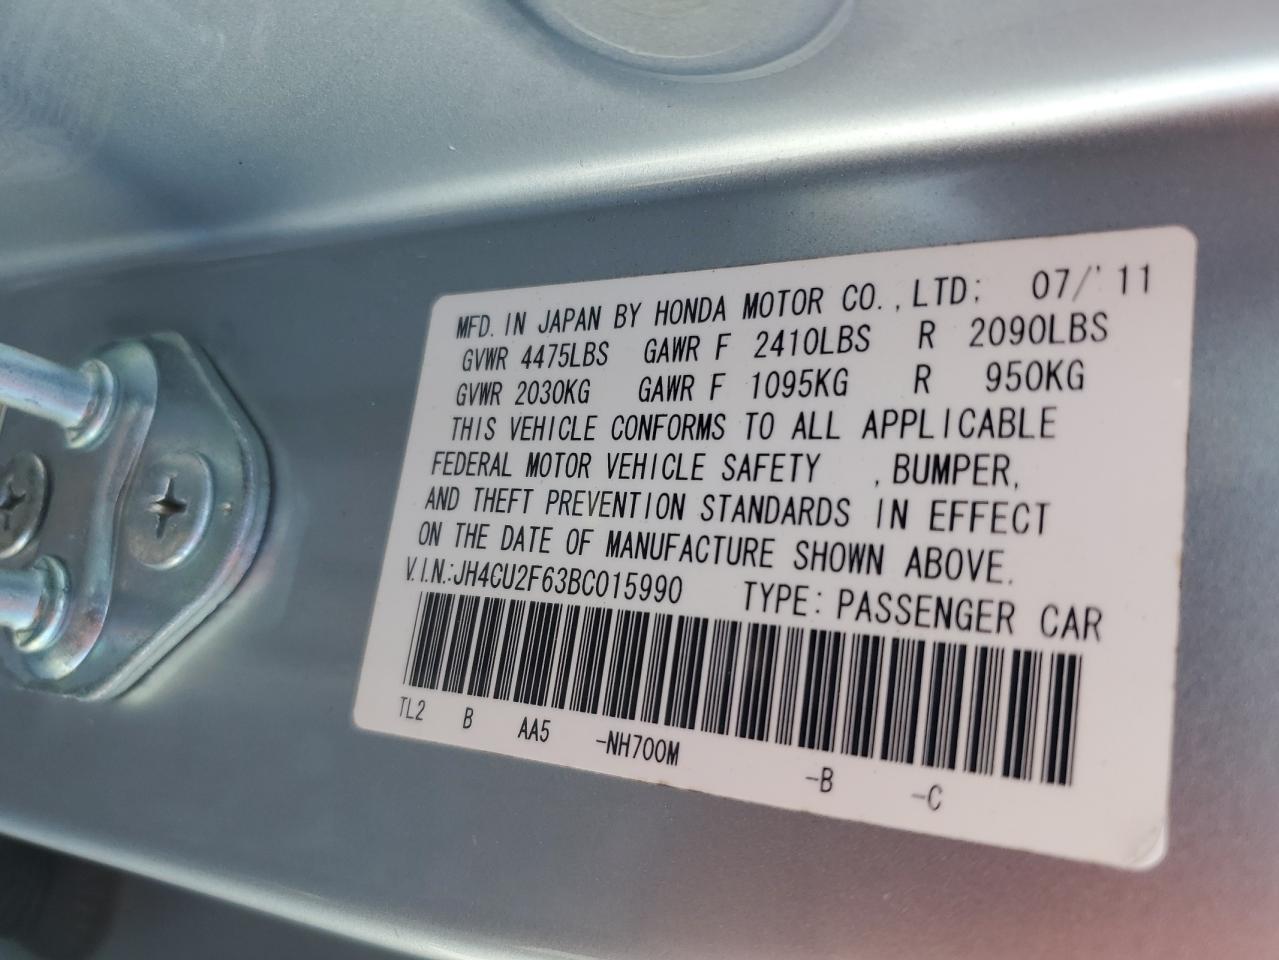 MFD. IN JAPAN BY HONDA MOTOR CO., LTD; 07/'11
GVWR 4475LBS GAWR F 2410LBS R 2090LBS
GVWR 2030KG GAWR F 1095KG R 950KG
THIS VEHICLE CONFORMS TO ALL APPLICABLE
FEDERAL MOTOR VEHICLE SAFETY , BUMPER,
AND THEFT PREVENTION STANDARDS IN EFFECT
ON THE DATE OF MANUFACTURE SHOWN ABOVE.
V.I.N.:JH4CU2F63BC015990 TYPE: PASSENGER CAR
TL2 B AA5 -NH700M -B -C